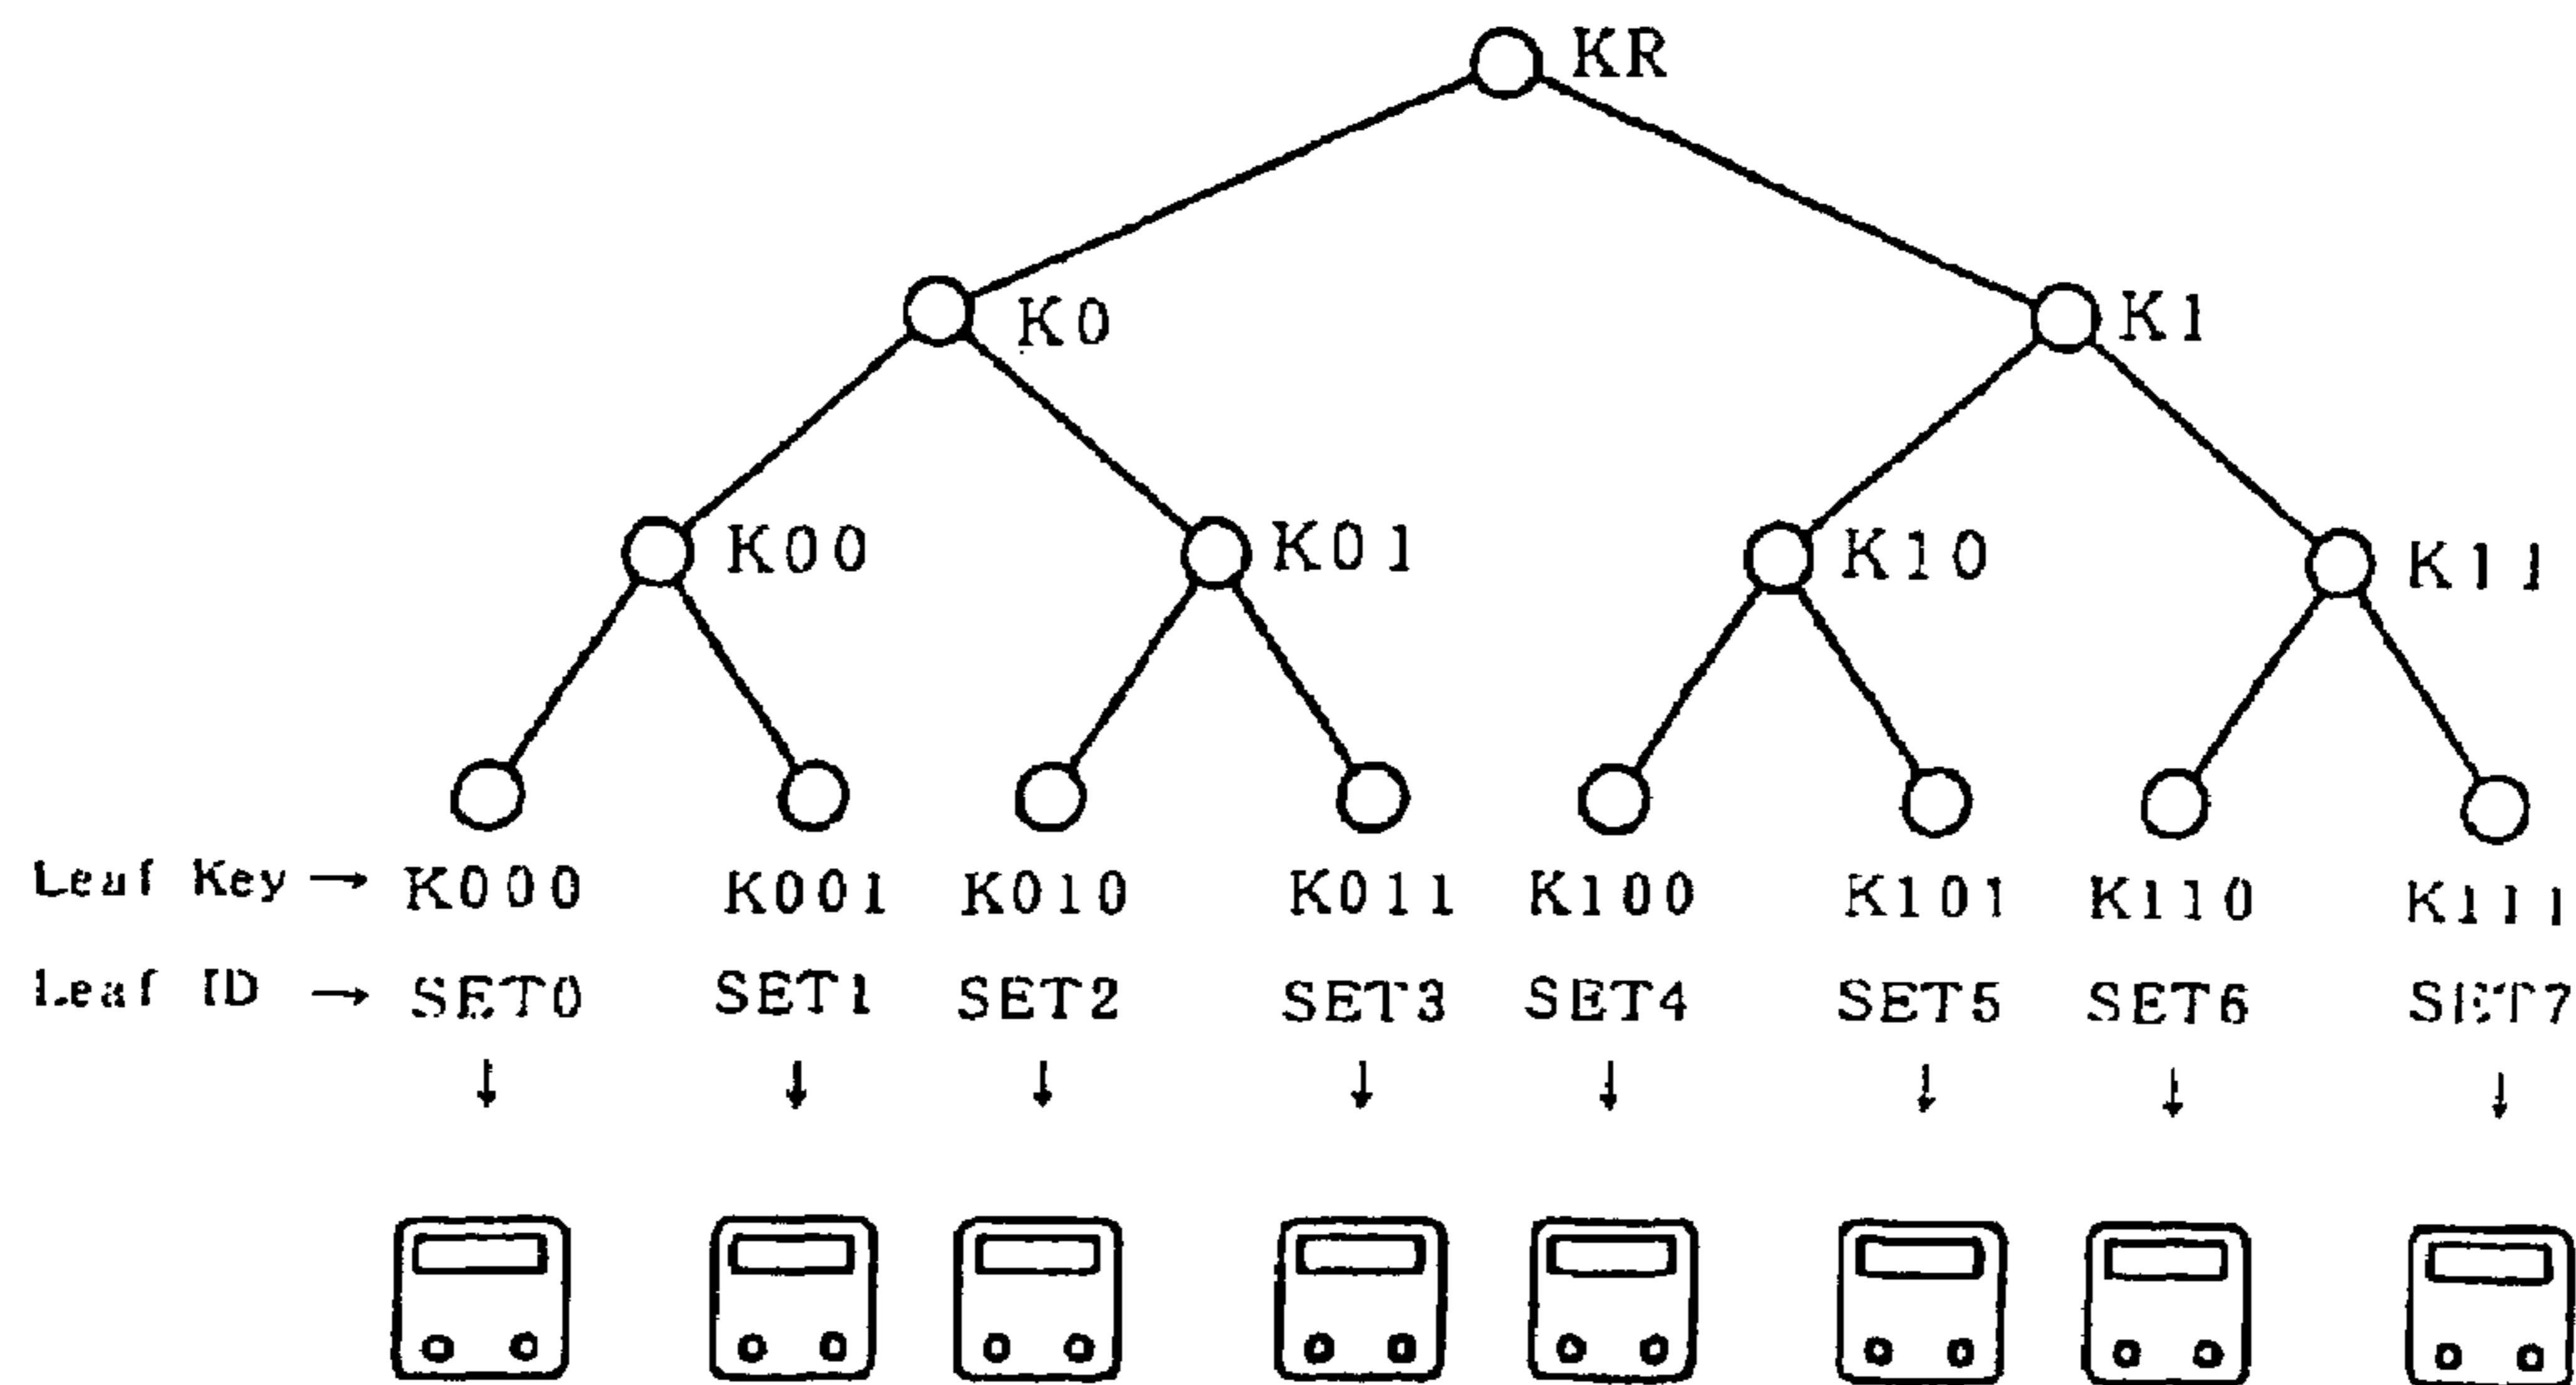 KR
K0 K1
K00 K01 K10 K11
Leaf Key → K000 K001 K010 K011 K100 K101 K110 K111
Leaf ID → SET0 SET1 SET2 SET3 SET4 SET5 SET6 SET7